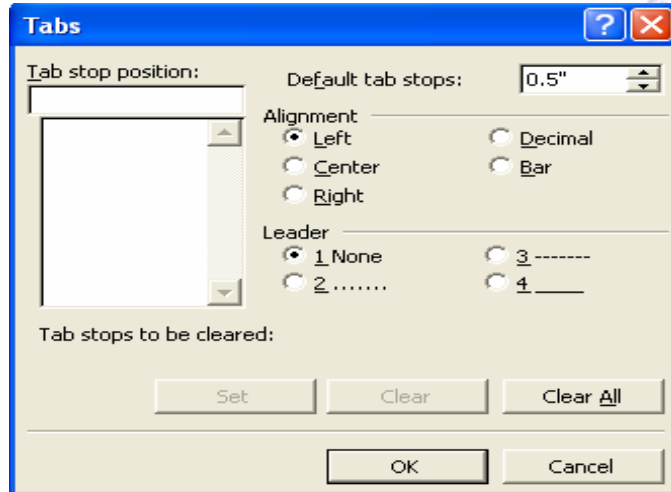 Tabs
Tab stop position:
Default tab stops: 0.5"
Alignment
Left
Decimal
Center
Bar
Right
Leader
1 None
3 -------
2 .......
4 ____
Tab stops to be cleared:
Set
Clear
Clear All
OK
Cancel